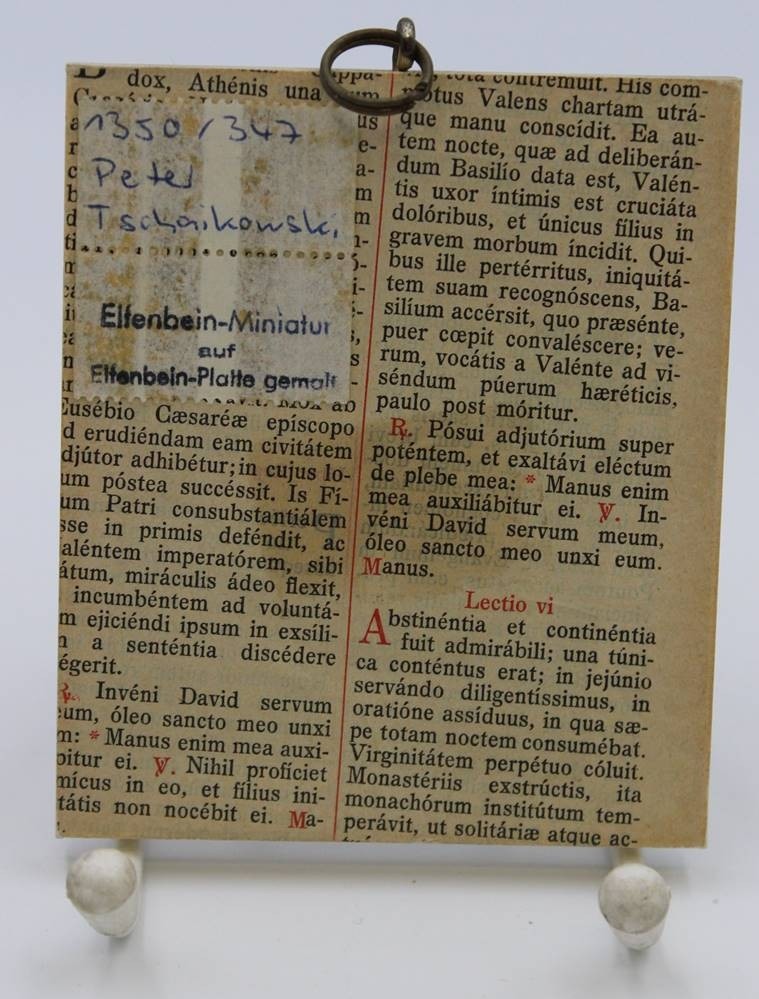 dox, Athénis una cum
1350/347
Peter
Tschaikowski
Elfenbein-Miniatur
auf
Elfenbein-Platte gemalt
Eusébio Cæsaréæ epíscopo
d erudiéndam eam civitátem
djútor adhibétur; in cujus lo-
um póstea succéssit. Is Fí-
um Patri consubstantiálem
sse in primis deféndit, ac
aléntem imperatórem, sibi
átum, miráculis ádeo flexit,
incumbéntem ad voluntá-
m ejiciéndi ipsum in exsíli-
a senténtia discédere
égerit.
℟. Invéni David servum
eum, óleo sancto meo unxi
m: * Manus enim mea auxi-
bitur ei. ℣. Nihil profíciet
mícus in eo, et fílius ini-
tátis non nocébit ei. Ma-
tota contrémuit. His com-
mótus Valens chartam utrá-
que manu conscídit. Ea au-
tem nocte, quæ ad deliberán-
dum Basilío data est, Valén-
tis uxor íntimis est cruciáta
dolóribus, et únicus fílius in
gravem morbum íncidit. Qui-
bus ille pertérritus, iniquitá-
tem suam recognóscens, Ba-
silíum accérsit, quo præsénte,
puer cœpit convaléscere; ve-
rum, vocátis a Valénte ad vi-
séndum púerum hæréticis,
paulo post móritur.
℟. Pósui adjutórium super
poténtem, et exaltávi eléctum
de plebe mea: * Manus enim
mea auxiliábitur ei. ℣. In-
véni David servum meum,
óleo sancto meo unxi eum.
Manus.
Lectio vi
Abstinéntia et continéntia
fuit admirábili; una túni-
ca conténtus erat; in jejúnio
servándo diligentíssimus, in
oratióne assíduus, in qua sæ-
pe totam noctem consumébat.
Virginitátem perpétuo cóluit.
Monastériis exstrúctis, ita
monachórum institútum tem-
perávit, ut solitáriæ atque ac-